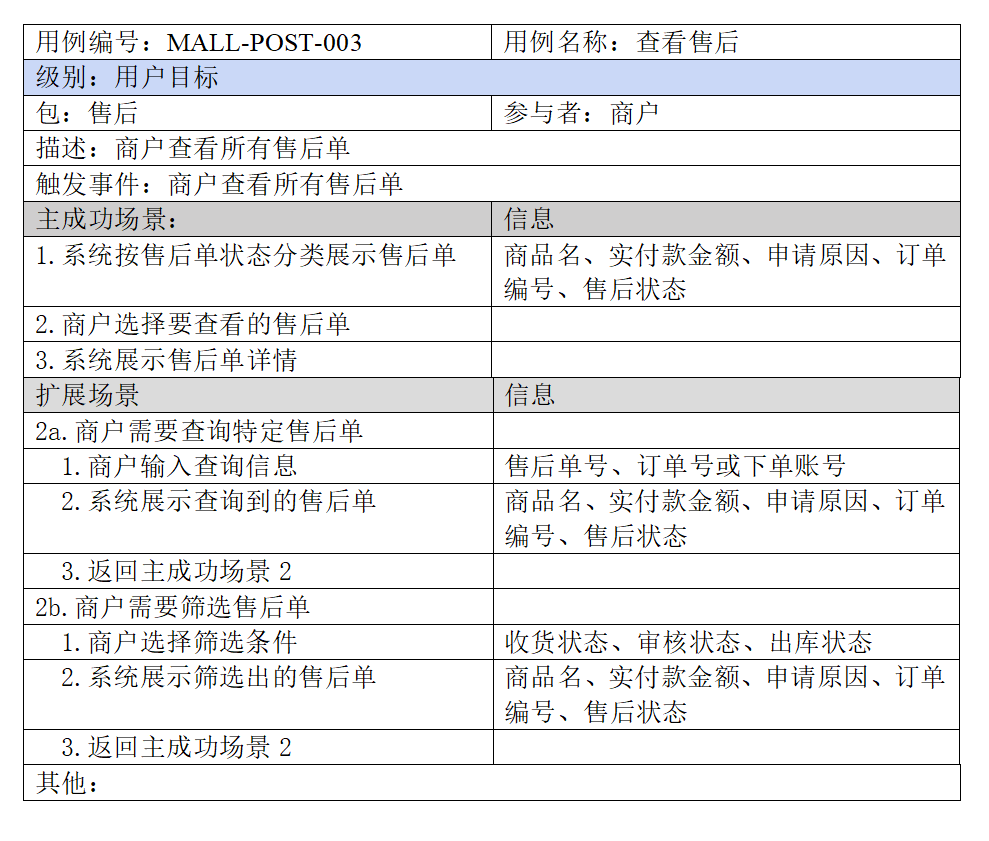 用例编号：MALL-POST-003
用例名称：查看售后
级别：用户目标
包：售后
参与者：商户
描述：商户查看所有售后单
触发事件：商户查看所有售后单
主成功场景：
信息
1.系统按售后单状态分类展示售后单
商品名、实付款金额、申请原因、订单
编号、售后状态
2.商户选择要查看的售后单
3.系统展示售后单详情
扩展场景
信息
2a.商户需要查询特定售后单
1.商户输入查询信息
售后单号、订单号或下单账号
2.系统展示查询到的售后单
商品名、实付款金额、申请原因、订单
编号、售后状态
3.返回主成功场景 2
2b.商户需要筛选售后单
1.商户选择筛选条件
收货状态、审核状态、出库状态
2.系统展示筛选出的售后单
商品名、实付款金额、申请原因、订单
编号、售后状态
3.返回主成功场景 2
其他：